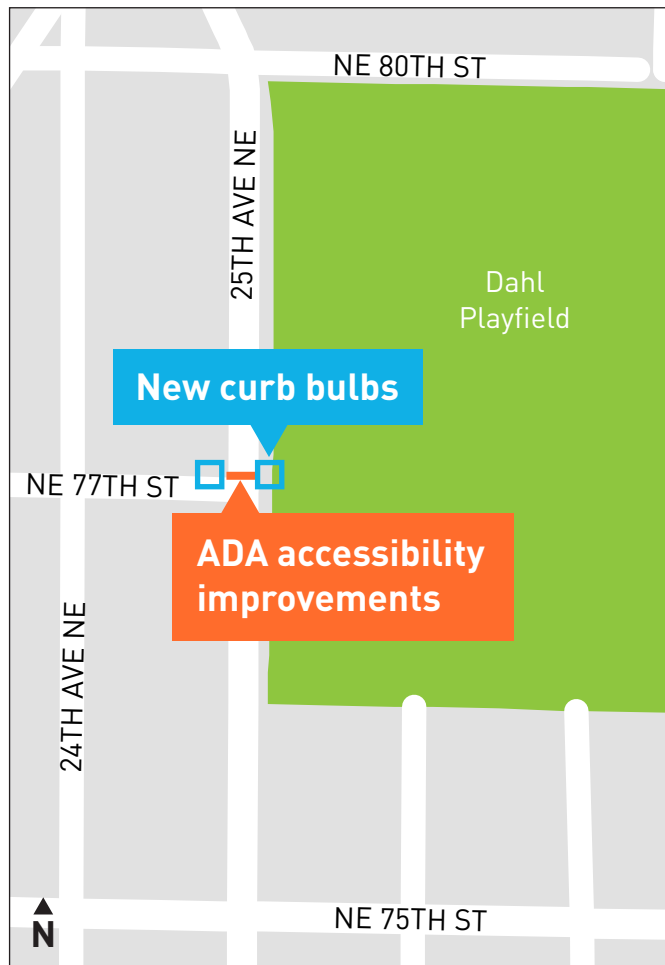 NE 80TH ST
25TH AVE NE
Dahl
Playfield
New curb bulbs
NE 77TH ST
ADA accessibility
improvements
24TH AVE NE
NE 75TH ST
N